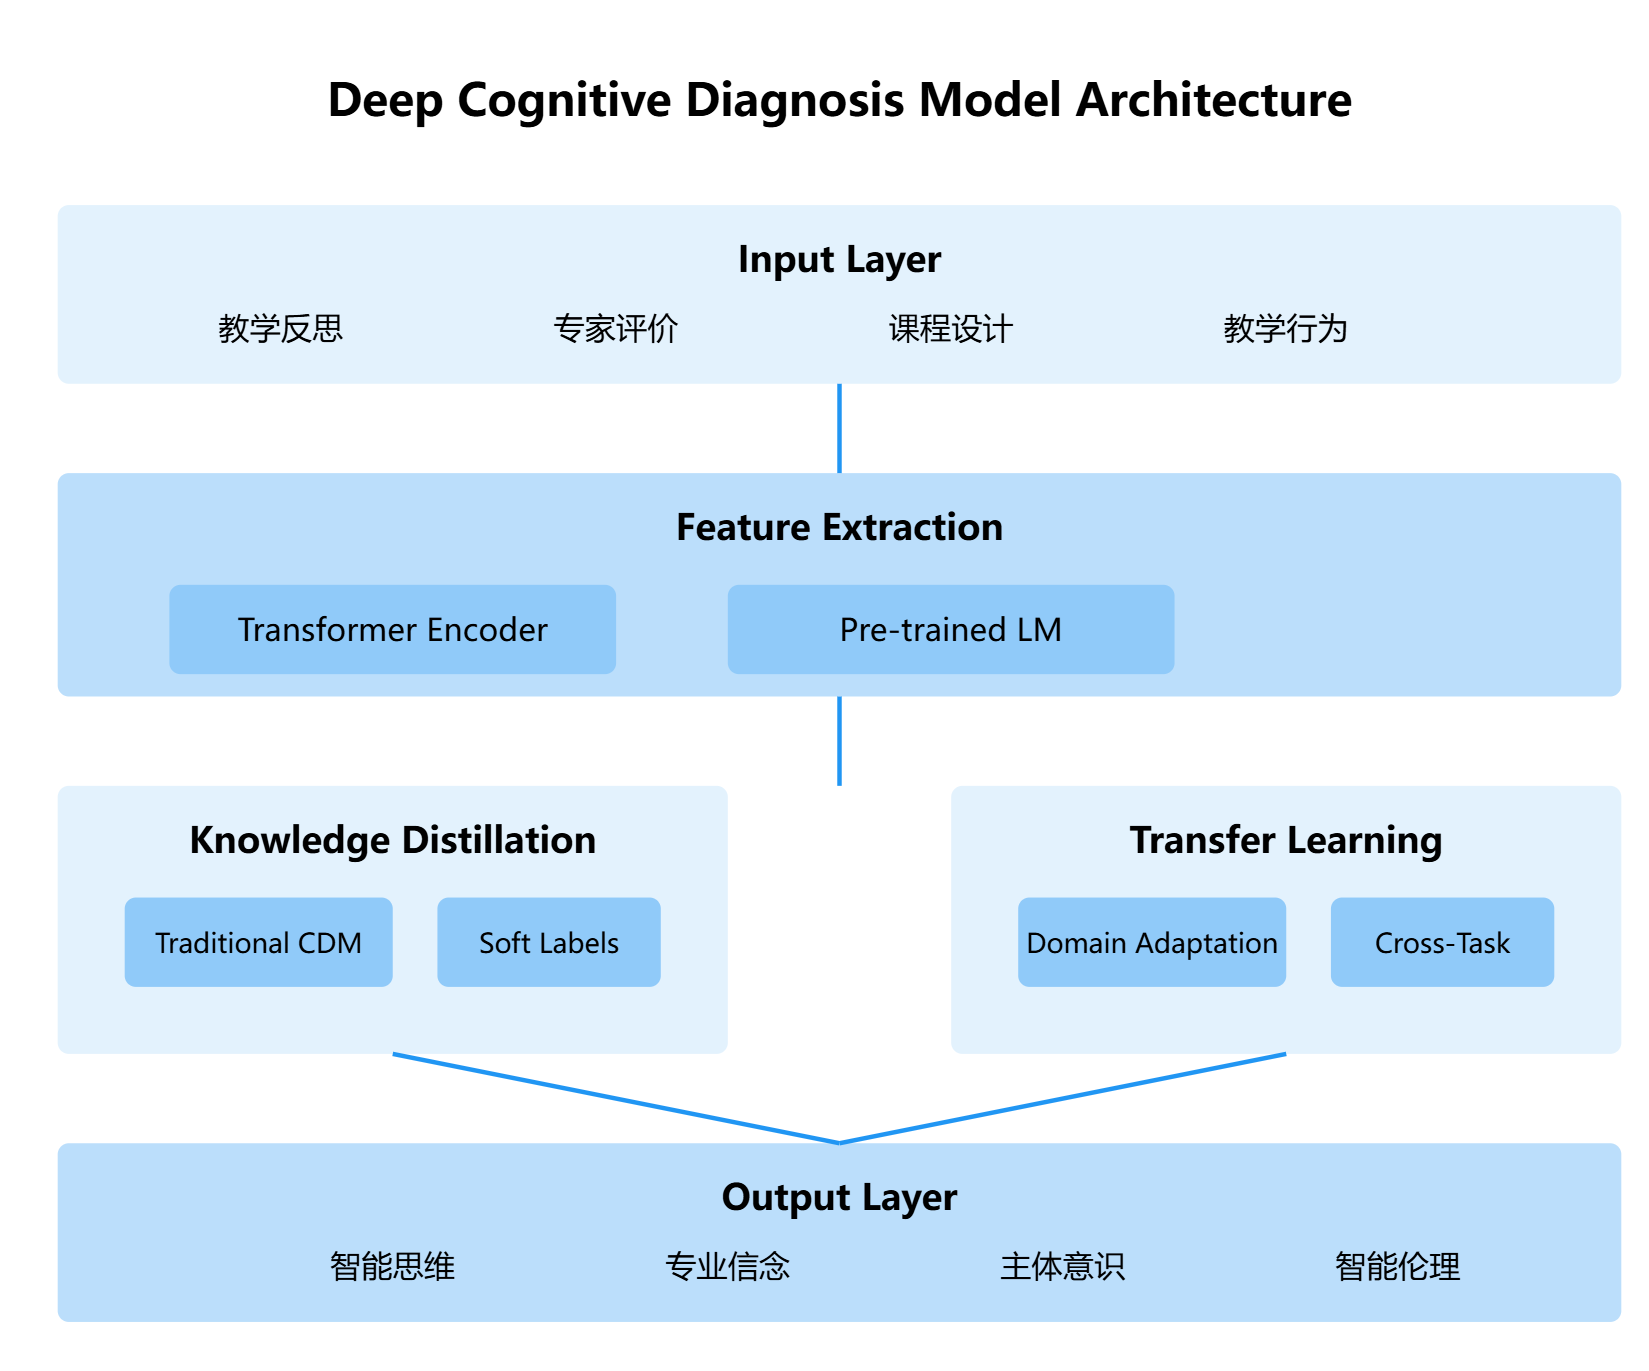 Deep Cognitive Diagnosis Model Architecture
Input Layer
教学反思 专家评价 课程设计 教学行为
Feature Extraction
Transformer Encoder Pre-trained LM
Knowledge Distillation
Traditional CDM Soft Labels
Transfer Learning
Domain Adaptation Cross-Task
Output Layer
智能思维 专业信念 主体意识 智能伦理